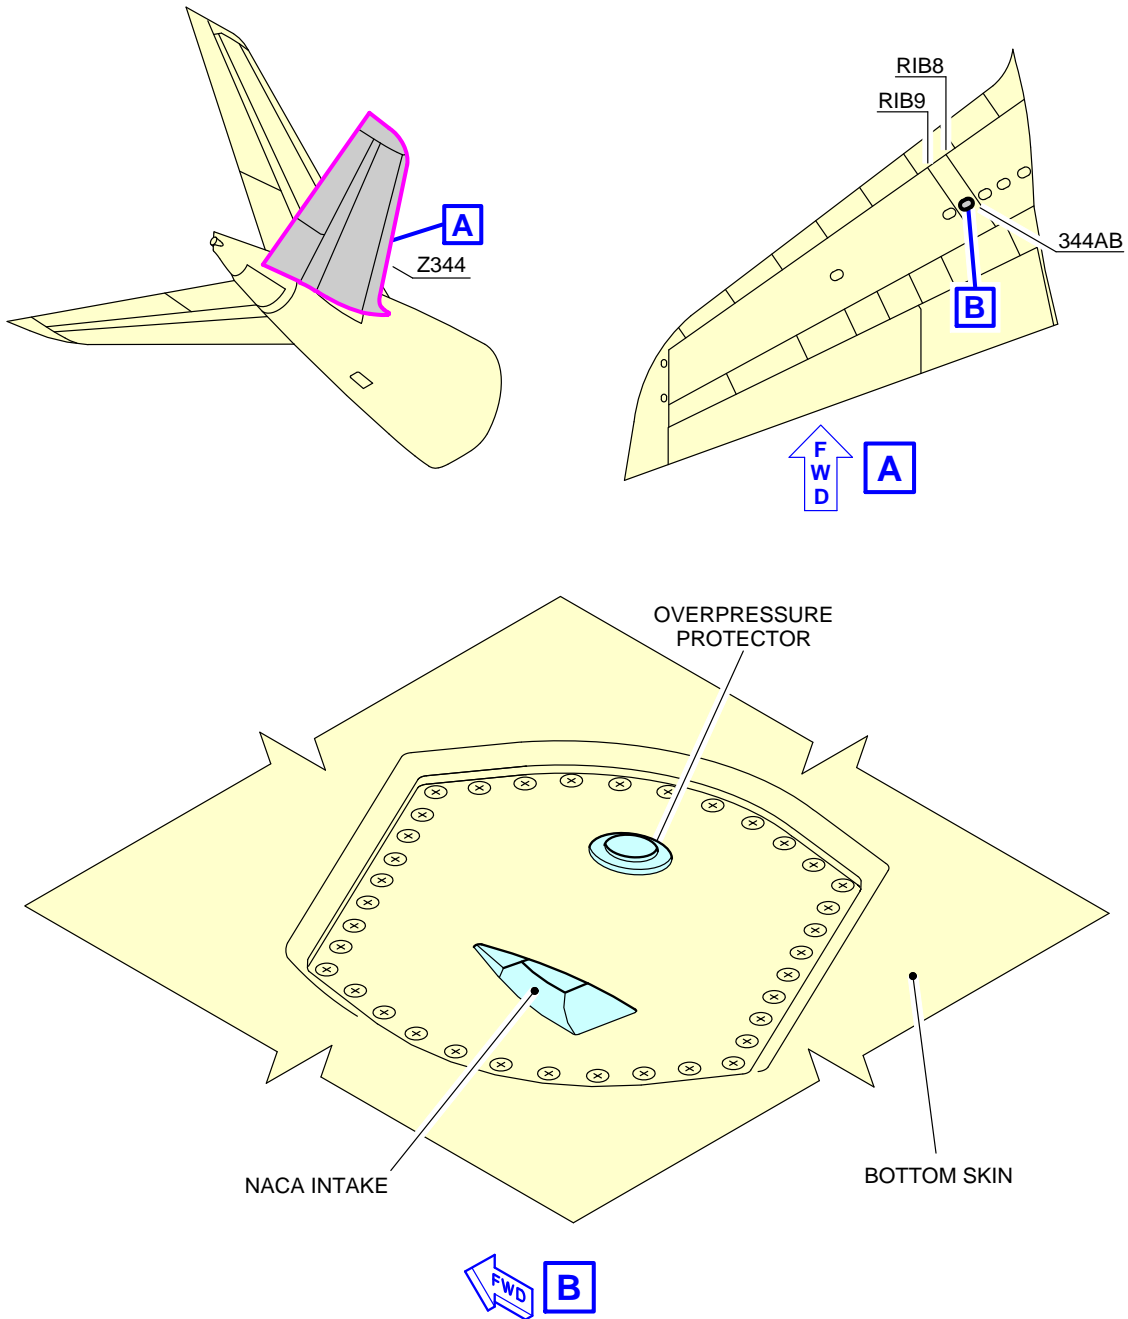 RIB8
RIB9
A
Z344
344AB
B
F
W
D
A
OVERPRESSURE
PROTECTOR
NACA INTAKE
BOTTOM SKIN
FWD
B